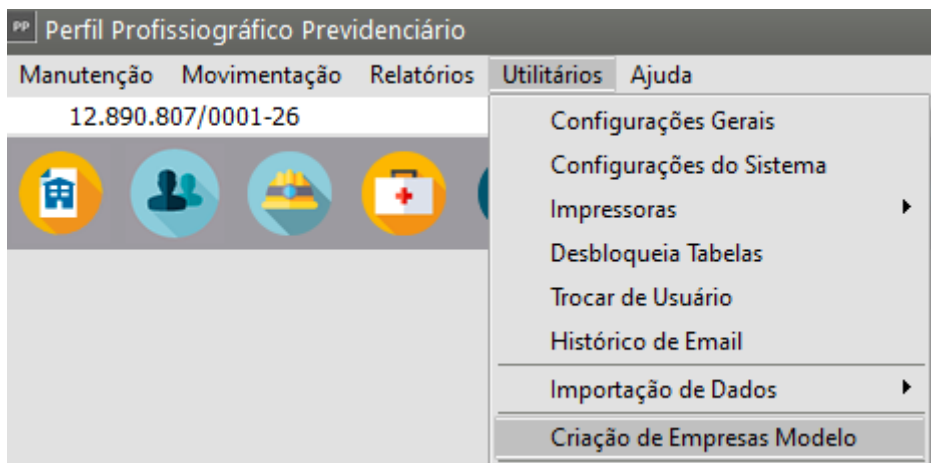 PP Perfil Profissiográfico Previdenciário
Manutenção Movimentação Relatórios Utilitários Ajuda
12.890.807/0001-26
Configurações Gerais
Configurações do Sistema
Impressoras
Desbloqueia Tabelas
Trocar de Usuário
Histórico de Email
Importação de Dados
Criação de Empresas Modelo